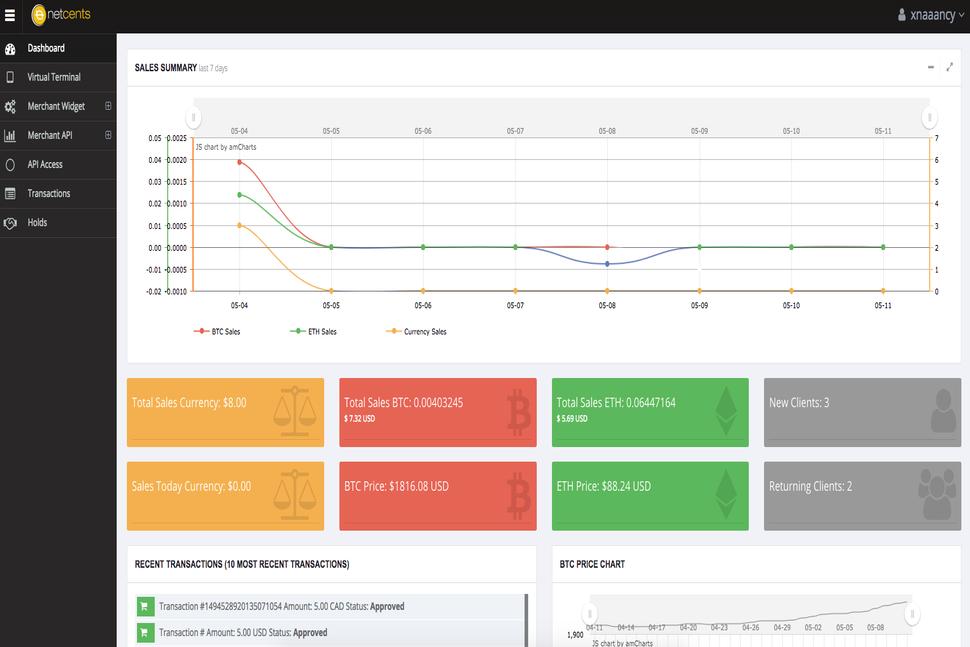 netcents
xnaaancy
Dashboard
Virtual Terminal
Merchant Widget
Merchant API
API Access
Transactions
Holds
SALES SUMMARY last 7 days
05-04 05-05 05-06 05-07 05-08 05-09 05-10 05-11
JS chart by amCharts
0.05 0.0025 7
0.04 0.0020 6
0.03 0.0015 5
0.02 0.0010 4
0.01 0.0005 3
0.00 0.0000 2
-0.01 -0.0005 1
-0.02 -0.0010 0
05-04 05-05 05-06 05-07 05-08 05-09 05-10 05-11
BTC Sales ETH Sales Currency Sales
Total Sales Currency: $8.00
Total Sales BTC: 0.00403245
$ 7.32 USD
Total Sales ETH: 0.06447164
$ 5.69 USD
New Clients: 3
Sales Today Currency: $0.00
BTC Price: $1816.08 USD
ETH Price: $88.24 USD
Returning Clients: 2
RECENT TRANSACTIONS (10 MOST RECENT TRANSACTIONS)
Transaction #1494528920135071054 Amount: 5.00 CAD Status: Approved
Transaction # Amount: 5.00 USD Status: Approved
BTC PRICE CHART
04-11 04-14 04-17 04-20 04-23 04-26 04-29 05-02 05-05 05-08
1,900
JS chart by amCharts